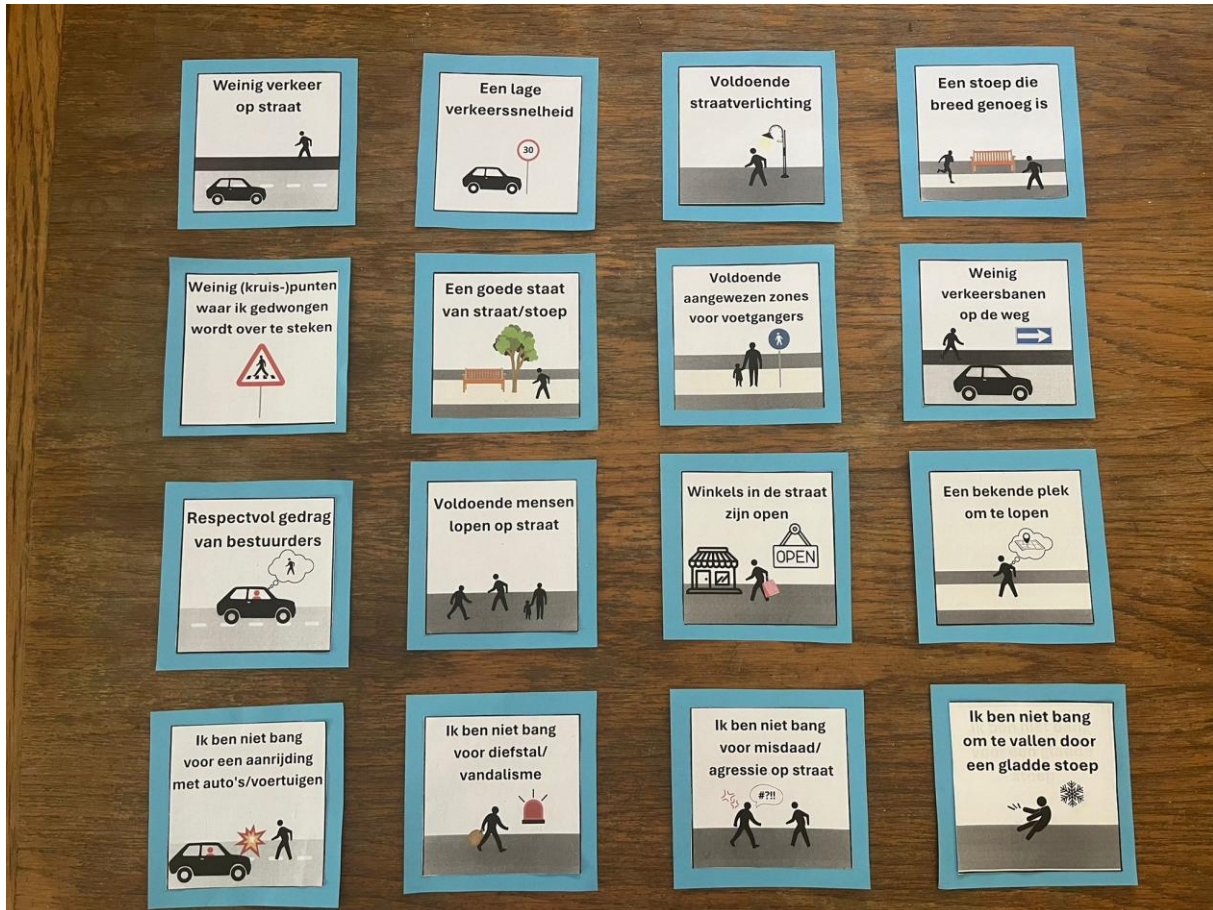 Weinig verkeer
op straat
Een lage
verkeerssnelheid
30
Voldoende
straatverlichting
Een stoep die
breed genoeg is
Weinig (kruis-)punten
waar ik gedwongen
wordt over te steken
Een goede staat
van straat/stoep
Voldoende
aangewezen zones
voor voetgangers
Weinig
verkeersbanen
op de weg
Respectvol gedrag
van bestuurders
Voldoende mensen
lopen op straat
Winkels in de straat
zijn open
OPEN
Een bekende plek
om te lopen
Ik ben niet bang
voor een aanrijding
met auto's/voertuigen
Ik ben niet bang
voor diefstal/
vandalisme
Ik ben niet bang
voor misdaad/
agressie op straat
#?!!
Ik ben niet bang
om te vallen door
een gladde stoep